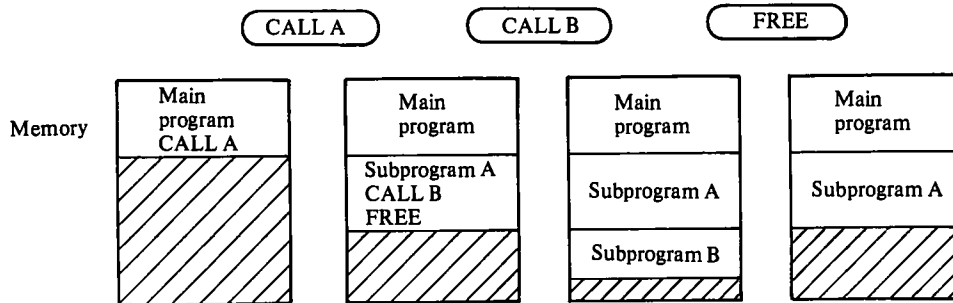 CALL A
CALL B
FREE
Memory
Main
program
CALL A
Main
program
Subprogram A
CALL B
FREE
Main
program
Subprogram A
Subprogram B
Main
program
Subprogram A